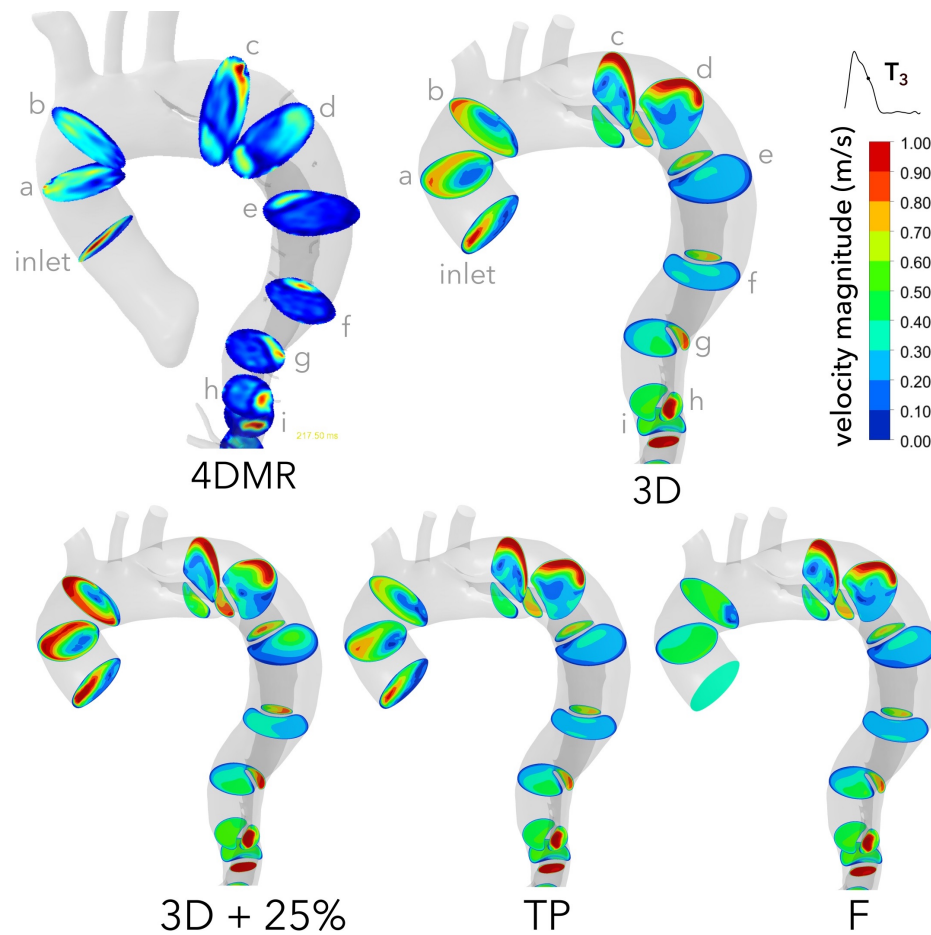 c
b
d
a
e
inlet
f
g
h
i
217.50 ms
4DMR
c
d
b
e
a
inlet
f
g
h
i
3D
T3
velocity magnitude (m/s)
1.00
0.90
0.80
0.70
0.60
0.50
0.40
0.30
0.20
0.10
0.00
3D + 25%
TP
F